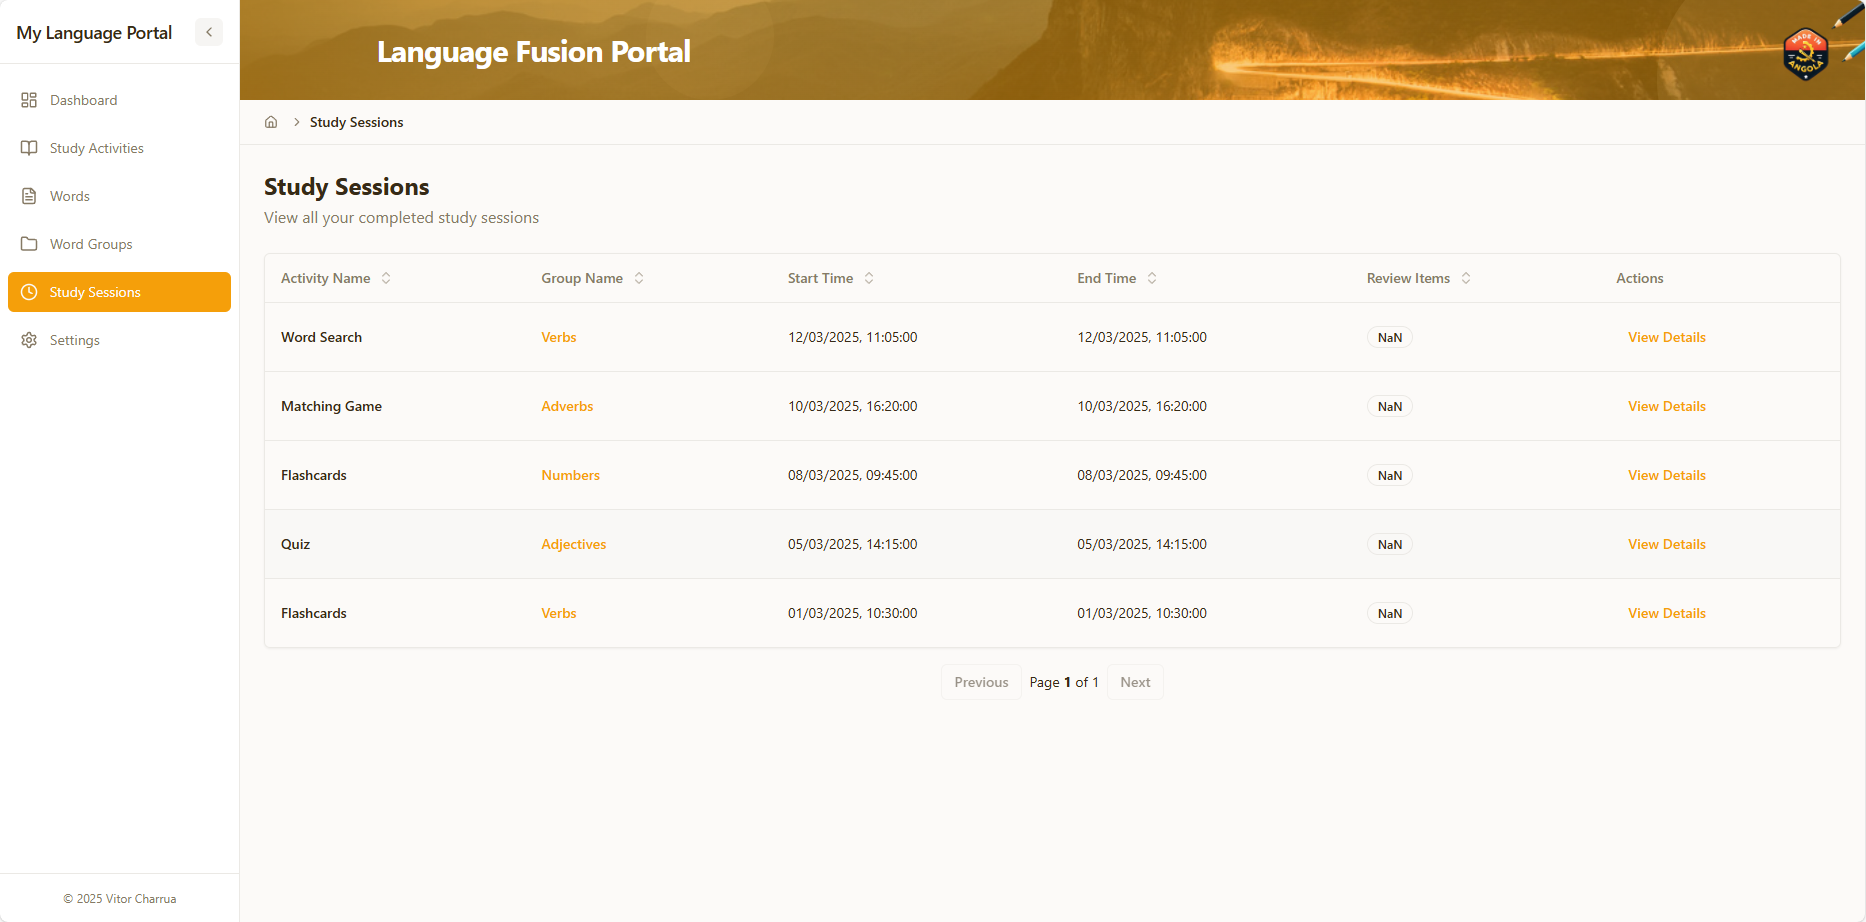 My Language Portal
Language Fusion Portal
MADE IN
ANGOLA
Dashboard
Study Activities
Words
Word Groups
Study Sessions
Settings
© 2025 Vitor Charrua
Study Sessions
Study Sessions
View all your completed study sessions
Activity Name Group Name Start Time End Time Review Items Actions
Word Search Verbs 12/03/2025, 11:05:00 12/03/2025, 11:05:00 NaN View Details
Matching Game Adverbs 10/03/2025, 16:20:00 10/03/2025, 16:20:00 NaN View Details
Flashcards Numbers 08/03/2025, 09:45:00 08/03/2025, 09:45:00 NaN View Details
Quiz Adjectives 05/03/2025, 14:15:00 05/03/2025, 14:15:00 NaN View Details
Flashcards Verbs 01/03/2025, 10:30:00 01/03/2025, 10:30:00 NaN View Details
Previous Page 1 of 1 Next